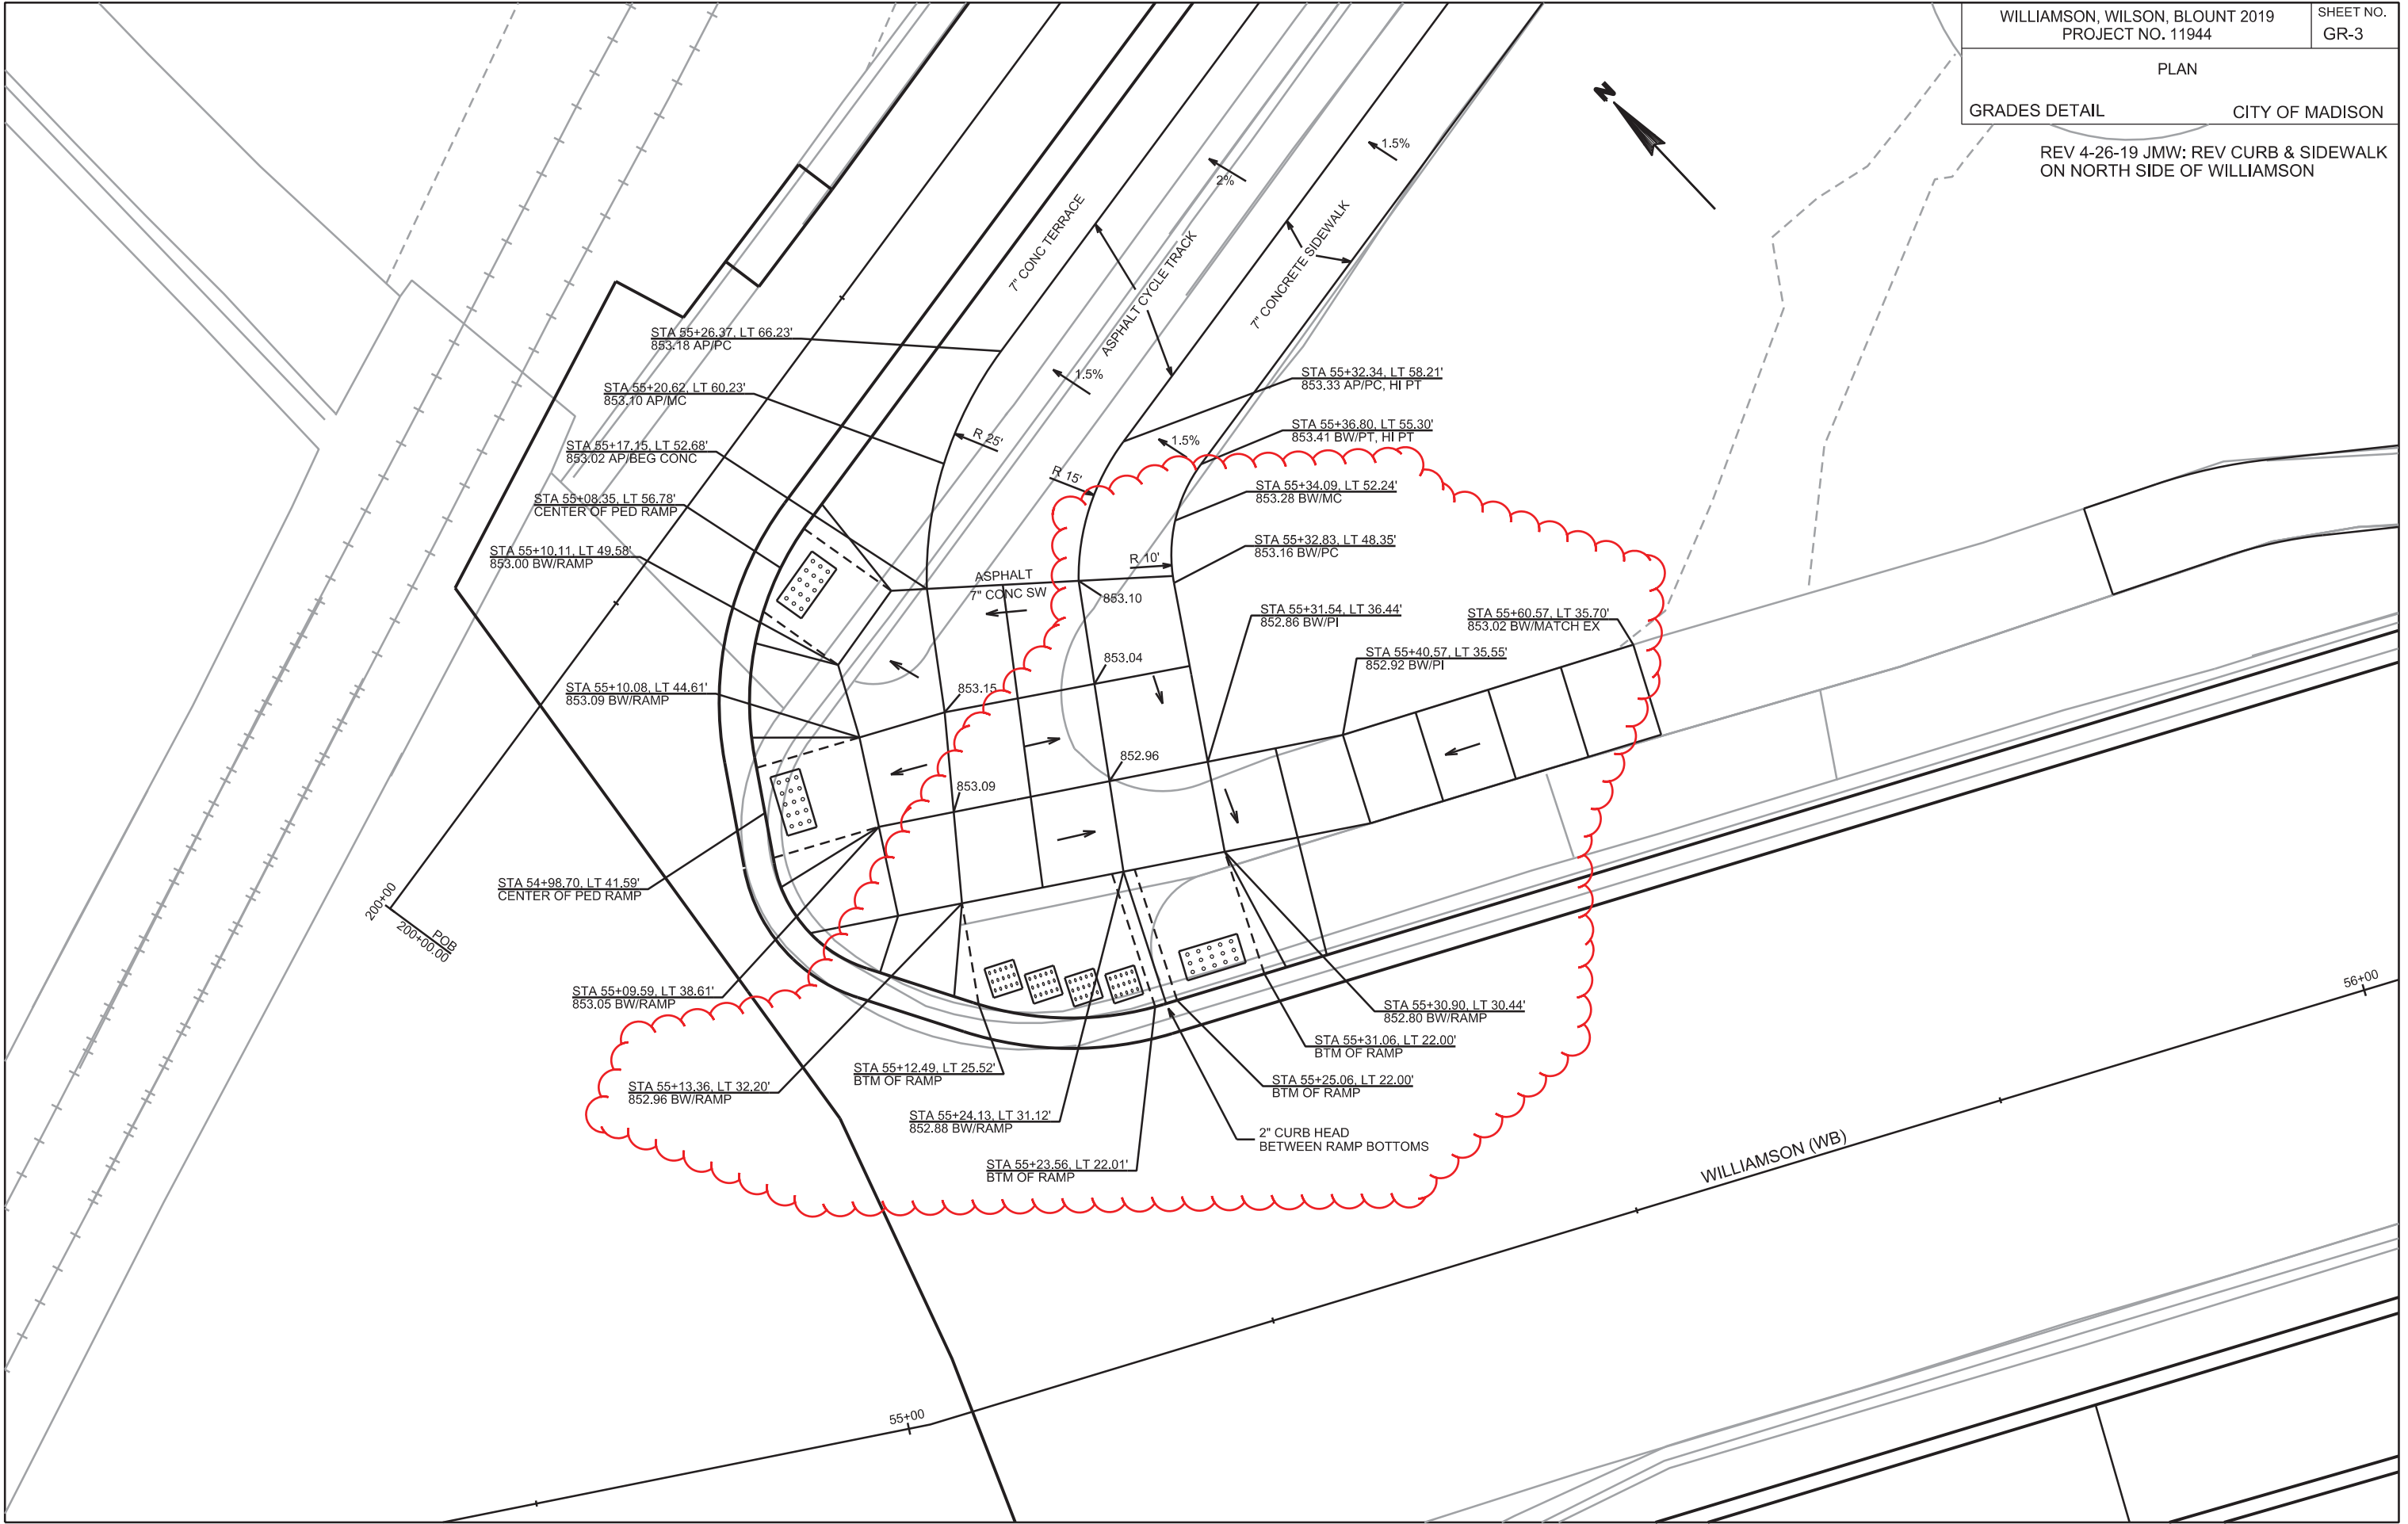 WILLIAMSON, WILSON, BLOUNT 2019
PROJECT NO. 11944
SHEET NO.
GR-3
PLAN
GRADES DETAIL
CITY OF MADISON
REV 4-26-19 JMW: REV CURB & SIDEWALK
ON NORTH SIDE OF WILLIAMSON
N
1.5%
2%
7" CONC TERRACE
ASPHALT CYCLE TRACK
7" CONCRETE SIDEWALK
1.5%
1.5%
STA 55+26.37, LT 66.23'
853.18 AP/PC
STA 55+20.62, LT 60.23'
853.10 AP/MC
STA 55+17.15, LT 52.68'
853.02 AP/BEG CONC
STA 55+08.35, LT 56.78'
CENTER OF PED RAMP
STA 55+10.11, LT 49.58'
853.00 BW/RAMP
STA 55+10.08, LT 44.61'
853.09 BW/RAMP
STA 54+98.70, LT 41.59'
CENTER OF PED RAMP
STA 55+09.59, LT 38.61'
853.05 BW/RAMP
STA 55+13.36, LT 32.20'
852.96 BW/RAMP
STA 55+12.49, LT 25.52'
BTM OF RAMP
STA 55+24.13, LT 31.12'
852.88 BW/RAMP
STA 55+23.56, LT 22.01'
BTM OF RAMP
STA 55+32.34, LT 58.21'
853.33 AP/PC, HI PT
STA 55+36.80, LT 55.30'
853.41 BW/PT, HI PT
STA 55+34.09, LT 52.24'
853.28 BW/MC
STA 55+32.83, LT 48.35'
853.16 BW/PC
STA 55+31.54, LT 36.44'
852.86 BW/PI
STA 55+60.57, LT 35.70'
853.02 BW/MATCH EX
STA 55+40.57, LT 35.55'
852.92 BW/PI
STA 55+30.90, LT 30.44'
852.80 BW/RAMP
STA 55+31.06, LT 22.00'
BTM OF RAMP
STA 55+25.06, LT 22.00'
BTM OF RAMP
2" CURB HEAD
BETWEEN RAMP BOTTOMS
R 25'
R 15'
R 10'
ASPHALT
7" CONC SW
853.10
853.04
853.15
852.96
853.09
200+00
POB
200+00.00
55+00
56+00
WILLIAMSON (WB)